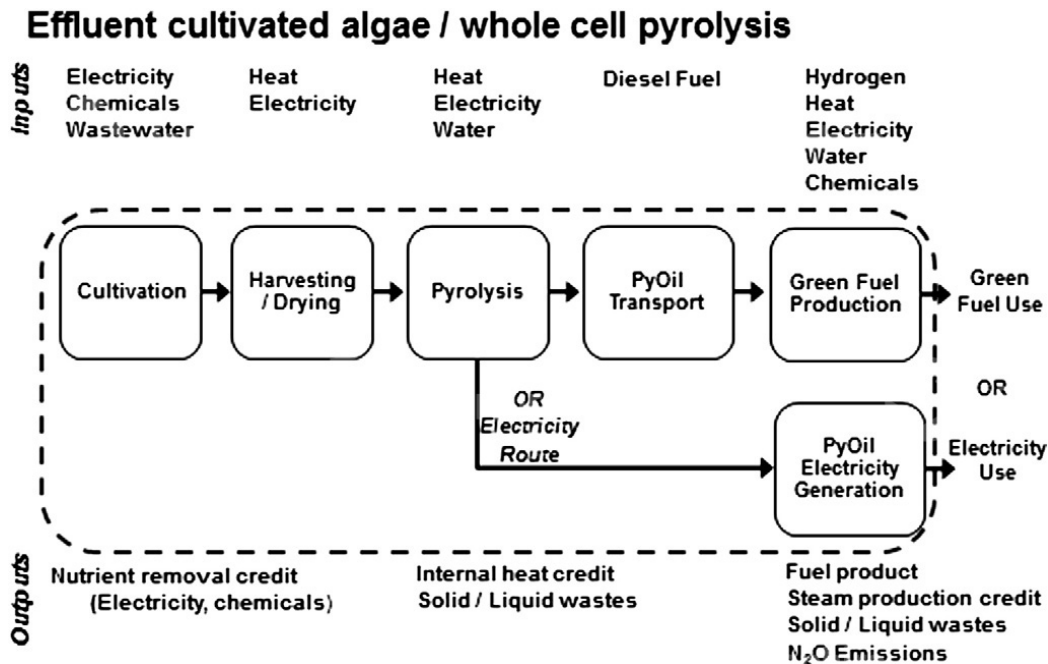 Effluent cultivated algae / whole cell pyrolysis
Inputs
Electricity
Chemicals
Wastewater
Heat
Electricity
Heat
Electricity
Water
Diesel Fuel
Hydrogen
Heat
Electricity
Water
Chemicals
Cultivation
Harvesting
/ Drying
Pyrolysis
PyOil
Transport
Green Fuel
Production
Green
Fuel Use
OR
Electricity
Route
OR
PyOil
Electricity
Generation
Electricity
Use
Outputs
Nutrient removal credit
(Electricity, chemicals)
Internal heat credit
Solid / Liquid wastes
Fuel product
Steam production credit
Solid / Liquid wastes
N₂O Emissions